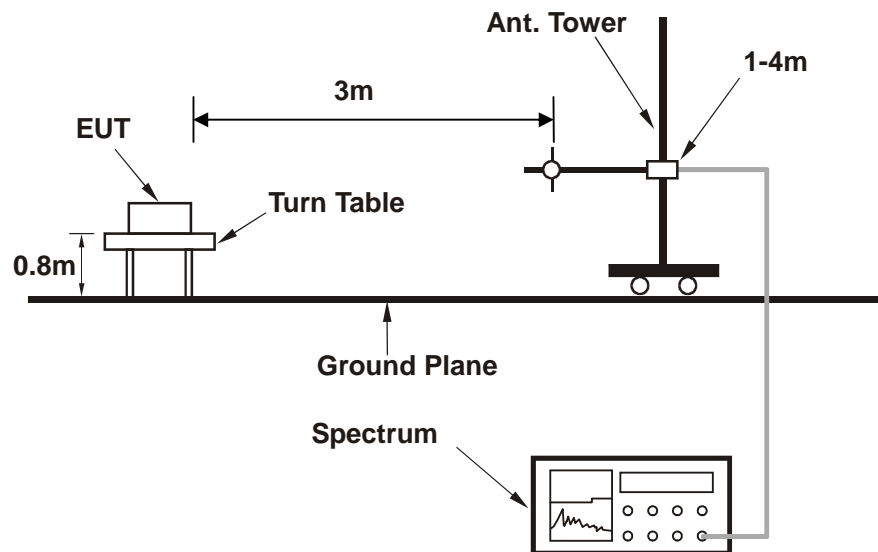 Ant. Tower
1-4m
3m
EUT
Turn Table
0.8m
Ground Plane
Spectrum